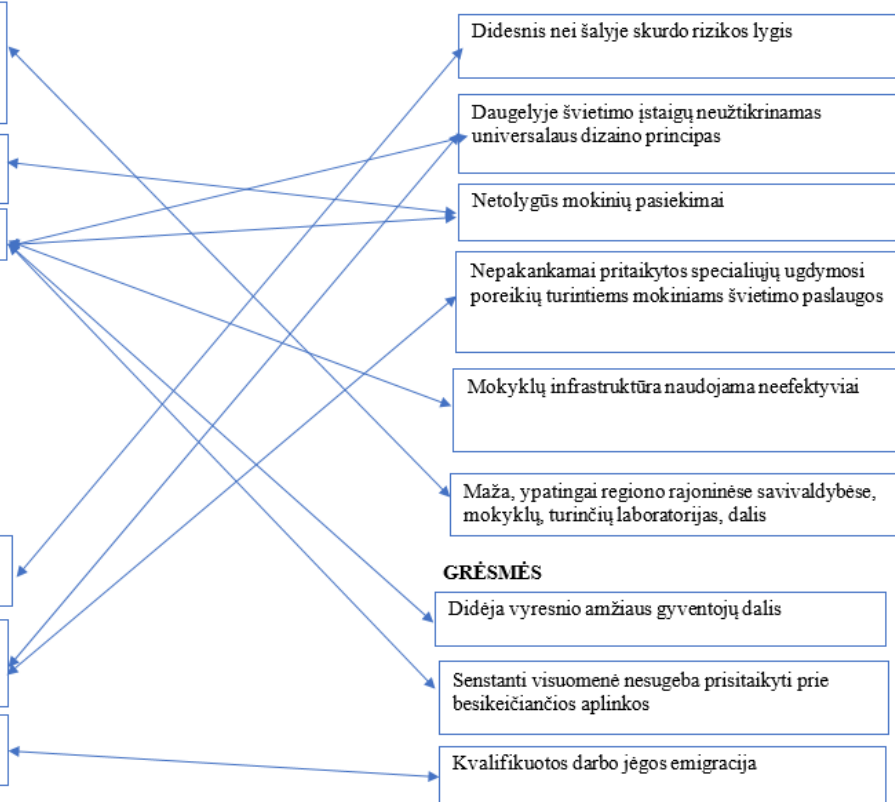 Didesnis nei šalyje skurdo rizikos lygis
Daugelyje švietimo įstaigų neužtikrinamas
universalaus dizaino principas
Netolygūs mokinių pasiekimai
Nepakankamai pritaikytos specialiųjų ugdymosi
poreikių turintiems mokiniams švietimo paslaugos
Mokyklų infrastruktūra naudojama neefektyviai
Maža, ypatingai regiono rajoninėse savivaldybėse,
mokyklų, turinčių laboratorijas, dalis
GRĖSMĖS
Didėja vyresnio amžiaus gyventojų dalis
Senstanti visuomenė nesugeba prisitaikyti prie
besikeičiančios aplinkos
Kvalifikuotos darbo jėgos emigracija